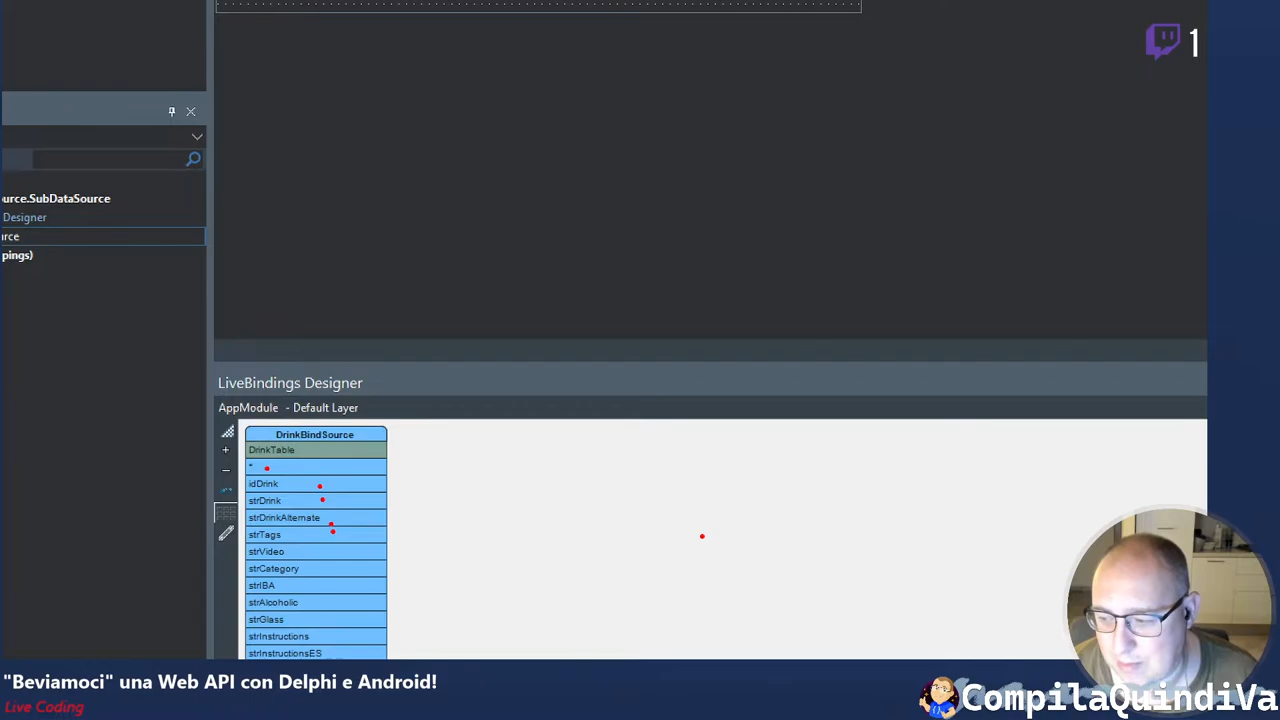 1
urce.SubDataSource
Designer
urce
pings)
LiveBindings Designer
AppModule - Default Layer
DrinkBindSource
DrinkTable
*
idDrink
strDrink
strDrinkAlternate
strTags
strVideo
strCategory
strIBA
strAlcoholic
strGlass
strInstructions
strInstructionsES
"Beviamoci" una Web API con Delphi e Android!
Live Coding
CompilaQuindiVa